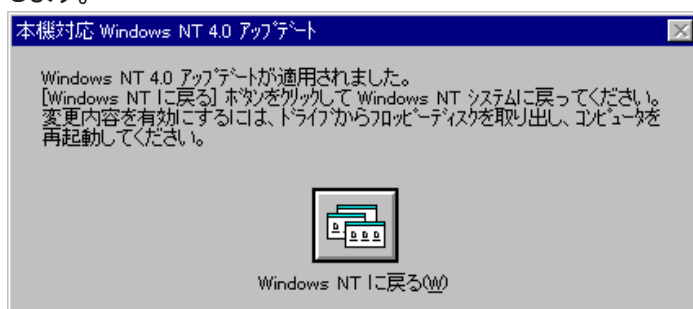 します。
本機対応 Windows NT 4.0 アップデート
Windows NT 4.0 アップデートが適用されました。
[Windows NT に戻る] ボタンをクリックして Windows NT システムに戻ってください。
変更内容を有効にするには、ドライブからフロッピーディスクを取り出し、コンピュータを
再起動してください。
Windows NT に戻る(W)